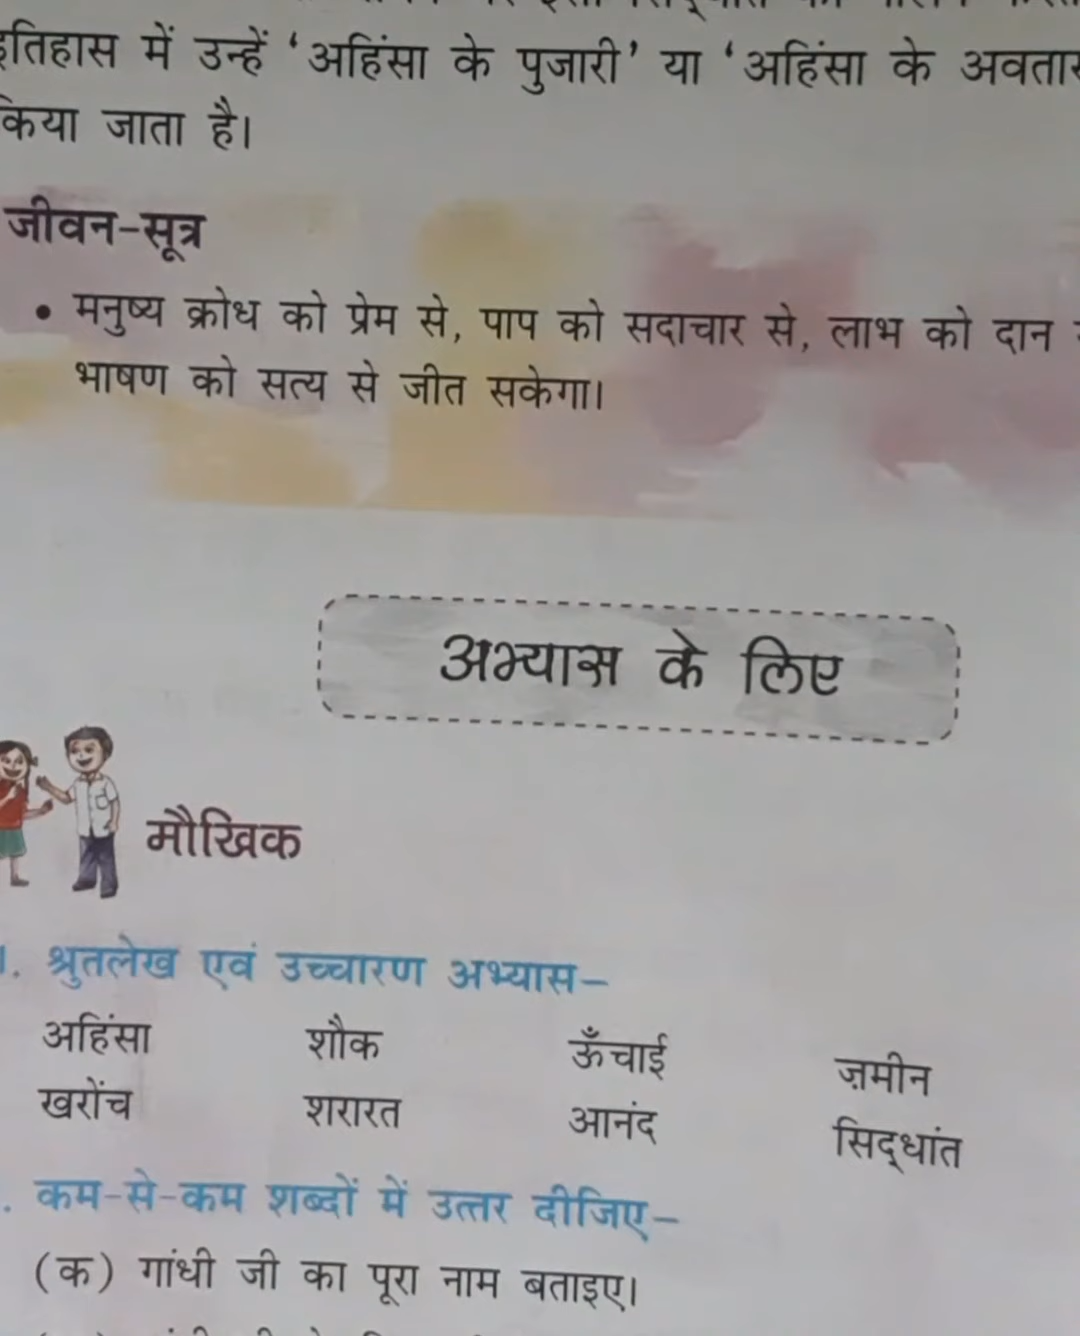 इतिहास में उन्हें ‘अहिंसा के पुजारी’ या ‘अहिंसा के अवतार
किया जाता है।
जीवन-सूत्र
• मनुष्य क्रोध को प्रेम से, पाप को सदाचार से, लाभ को दान
भाषण को सत्य से जीत सकेगा।
अभ्यास के लिए
मौखिक
1. श्रुतलेख एवं उच्चारण अभ्यास–
अहिंसा शौक ऊँचाई ज़मीन
खरोंच शरारत आनंद सिद्धांत
. कम-से-कम शब्दों में उत्तर दीजिए–
(क) गांधी जी का पूरा नाम बताइए।